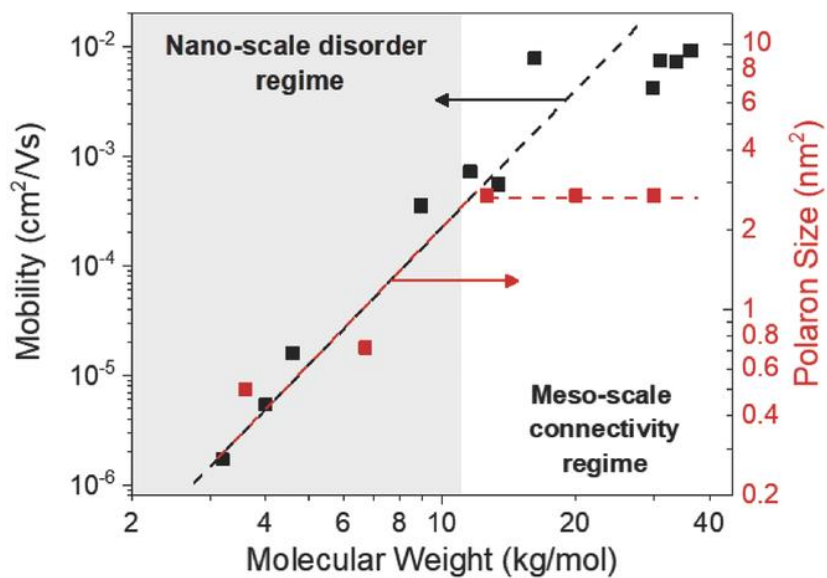 Nano-scale disorder
regime
Meso-scale
connectivity
regime
Mobility (cm²/Vs)
10⁻²
10⁻³
10⁻⁴
10⁻⁵
10⁻⁶
Polaron Size (nm²)
10
8
6
4
2
1
0.8
0.6
0.4
0.2
2 4 6 8 10 20 40
Molecular Weight (kg/mol)